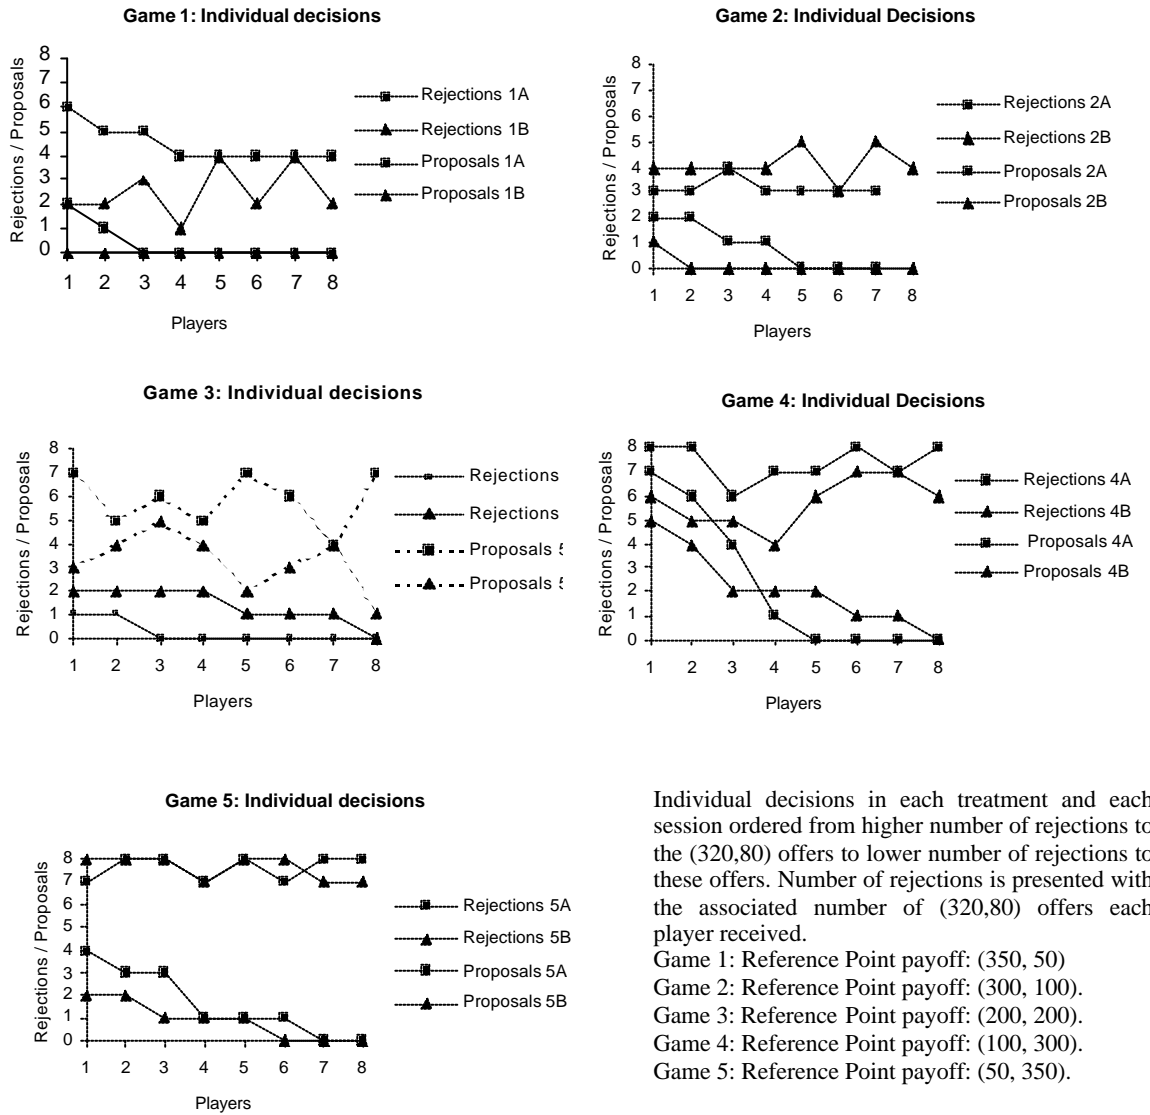 Game 1: Individual decisions
Rejections / Proposals
8
7
6
5
4
3
2
1
0
1 2 3 4 5 6 7 8
Players
Rejections 1A
Rejections 1B
Proposals 1A
Proposals 1B
Game 2: Individual Decisions
Rejections / Proposals
8
7
6
5
4
3
2
1
0
1 2 3 4 5 6 7 8
Players
Rejections 2A
Rejections 2B
Proposals 2A
Proposals 2B
Game 3: Individual decisions
Rejections / Proposals
8
7
6
5
4
3
2
1
0
1 2 3 4 5 6 7 8
Players
Rejections
Rejections
Proposals 5
Proposals 5
Game 4: Individual Decisions
Rejections / Proposals
8
7
6
5
4
3
2
1
0
1 2 3 4 5 6 7 8
Players
Rejections 4A
Rejections 4B
Proposals 4A
Proposals 4B
Game 5: Individual decisions
Rejections / Proposals
8
7
6
5
4
3
2
1
0
1 2 3 4 5 6 7 8
Players
Rejections 5A
Rejections 5B
Proposals 5A
Proposals 5B
Individual decisions in each treatment and each
session ordered from higher number of rejections to
the (320,80) offers to lower number of rejections to
these offers. Number of rejections is presented with
the associated number of (320,80) offers each
player received.
Game 1: Reference Point payoff: (350, 50)
Game 2: Reference Point payoff: (300, 100).
Game 3: Reference Point payoff: (200, 200).
Game 4: Reference Point payoff: (100, 300).
Game 5: Reference Point payoff: (50, 350).